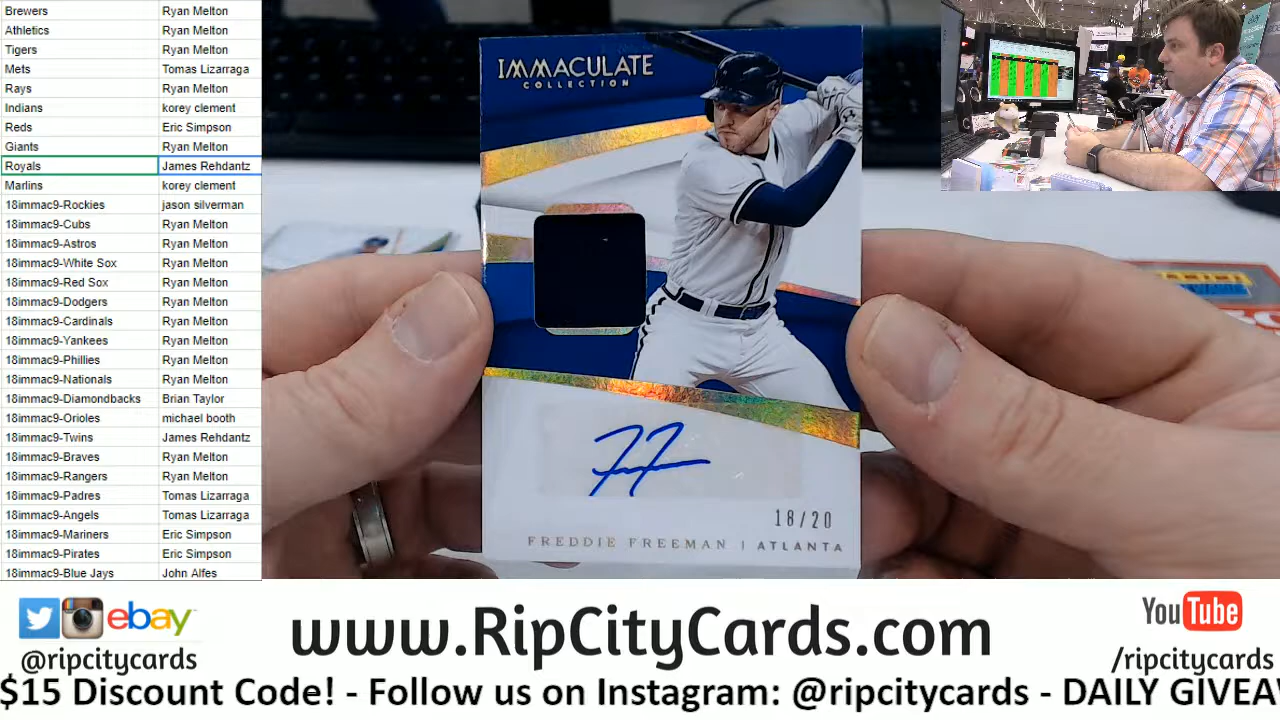 Brewers Ryan Melton
Athletics Ryan Melton
Tigers Ryan Melton
Mets Tomas Lizarraga
Rays Ryan Melton
Indians korey clement
Reds Eric Simpson
Giants Ryan Melton
Royals James Rehdantz
Marlins korey clement
18immac9-Rockies jason silverman
18immac9-Cubs Ryan Melton
18immac9-Astros Ryan Melton
18immac9-White Sox Ryan Melton
18immac9-Red Sox Ryan Melton
18immac9-Dodgers Ryan Melton
18immac9-Cardinals Ryan Melton
18immac9-Yankees Ryan Melton
18immac9-Phillies Ryan Melton
18immac9-Nationals Ryan Melton
18immac9-Diamondbacks Brian Taylor
18immac9-Orioles michael booth
18immac9-Twins James Rehdantz
18immac9-Braves Ryan Melton
18immac9-Rangers Ryan Melton
18immac9-Padres Tomas Lizarraga
18immac9-Angels Tomas Lizarraga
18immac9-Mariners Eric Simpson
18immac9-Pirates Eric Simpson
18immac9-Blue Jays John Alfes
IMMACULATE
COLLECTION
18/20
FREDDIE FREEMAN | ATLANTA
ebay
@ripcitycards
www.RipCityCards.com
YouTube
/ripcitycards
$15 Discount Code! - Follow us on Instagram: @ripcitycards - DAILY GIVEA